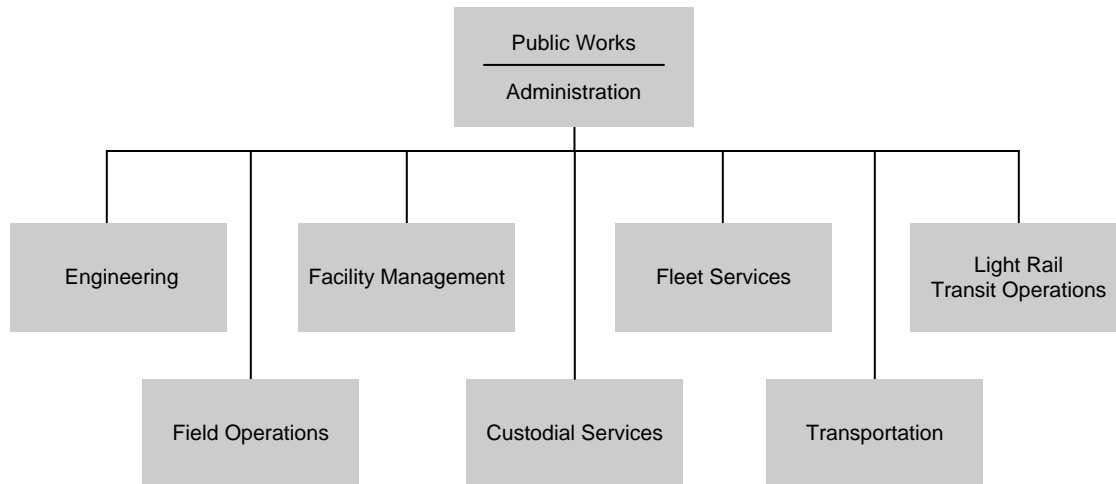 Public Works
Administration
Engineering
Facility Management
Fleet Services
Light Rail
Transit Operations
Field Operations
Custodial Services
Transportation